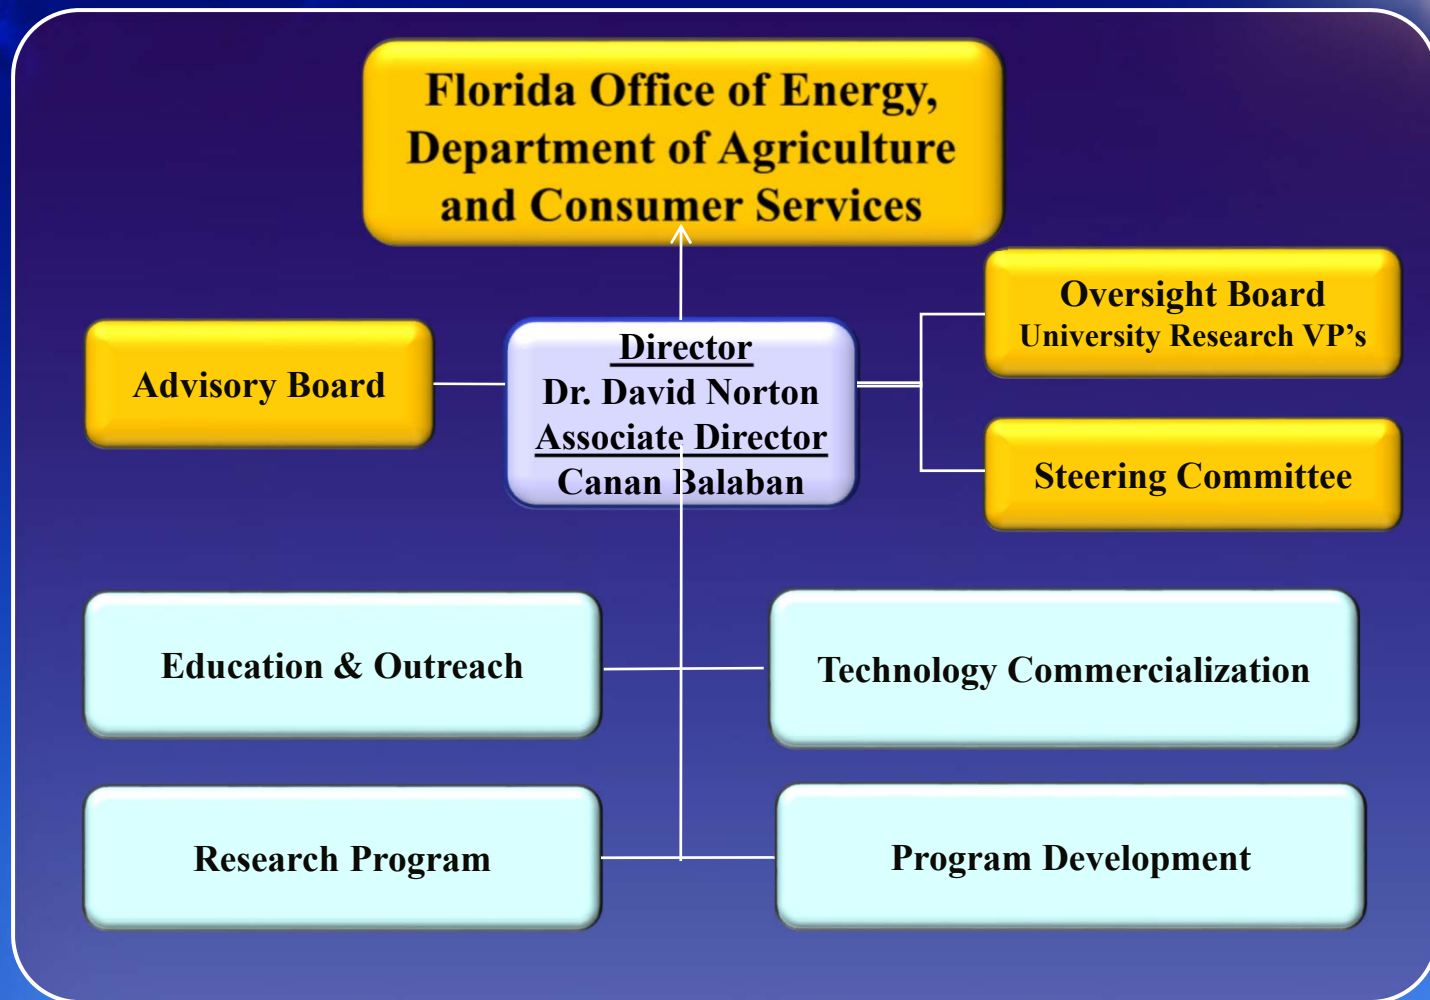 Florida Office of Energy,
Department of Agriculture
and Consumer Services
Advisory Board
Director
Dr. David Norton
Associate Director
Canan Balaban
Oversight Board
University Research VP's
Steering Committee
Education & Outreach
Technology Commercialization
Research Program
Program Development